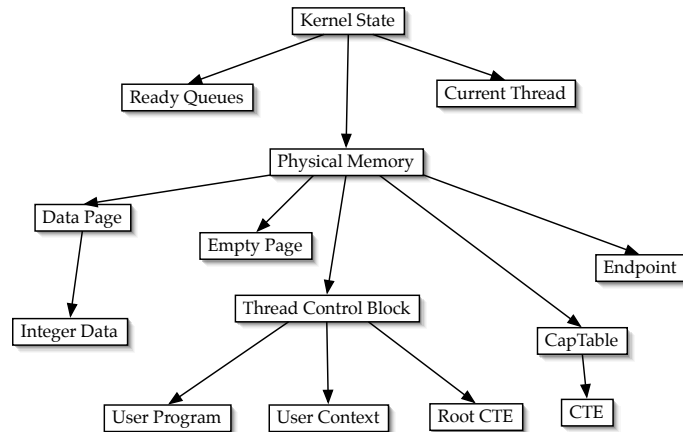 Kernel State
Ready Queues
Current Thread
Physical Memory
Data Page
Empty Page
Endpoint
Integer Data
Thread Control Block
CapTable
User Program
User Context
Root CTE
CTE